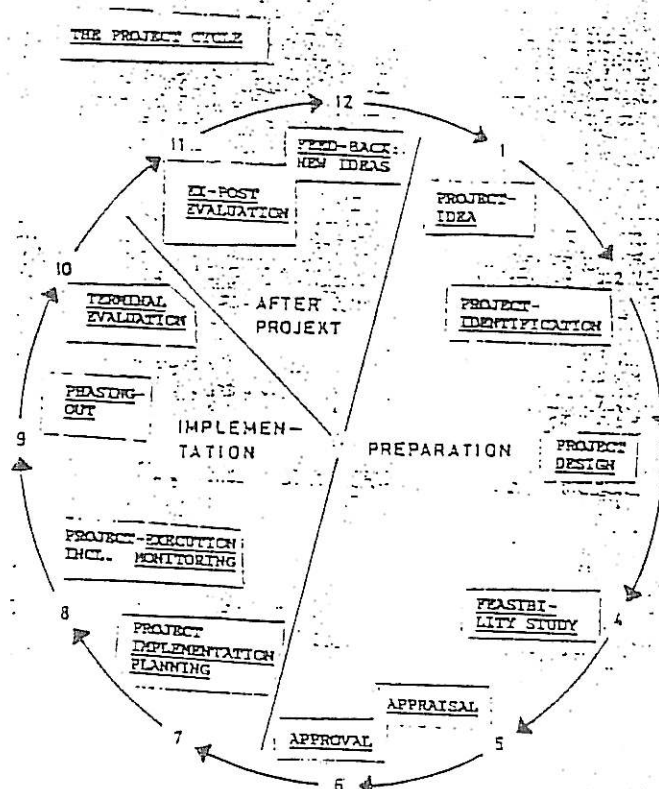 THE PROJECT CYCLE
12
11
1
FEED-BACK:
NEW IDEAS
EX-POST
EVALUATION
PROJECT-
IDEA
10
2
TERMINAL
EVALUATION
AFTER
PROJEKT
PROJECT-
IDENTIFICATION
PHASING-
OUT
9
IMPLEMEN-
TATION
PREPARATION
PROJECT
DESIGN
PROJECT-EXECUTION
INCL. MONITORING
8
FEASIBI-
LITY STUDY
4
PROJECT
IMPLEMENTATION
PLANNING
APPRAISAL
7
APPROVAL
5
6